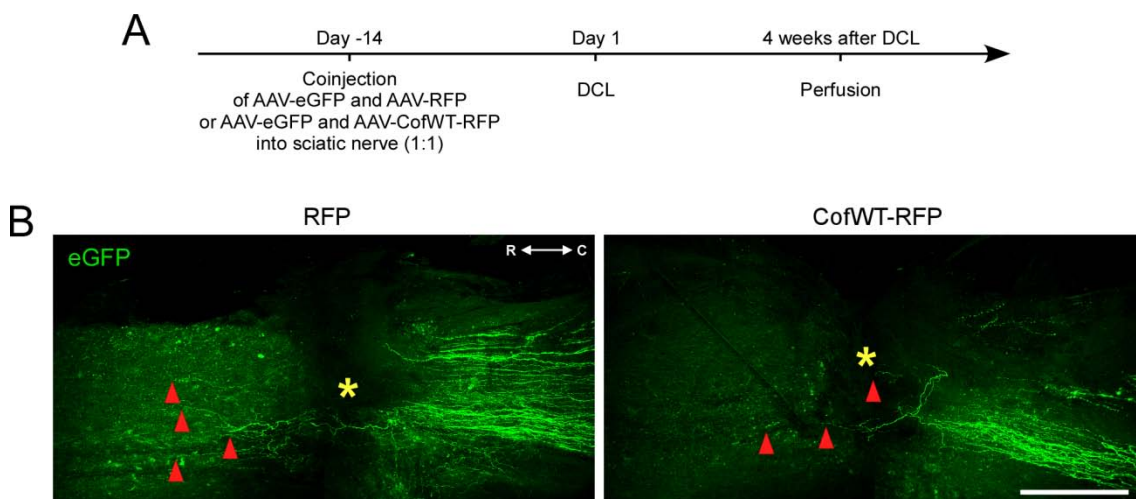 A
Day -14
Day 1
4 weeks after DCL
Coinjection
of AAV-eGFP and AAV-RFP
or AAV-eGFP and AAV-CofWT-RFP
into sciatic nerve (1:1)
DCL
Perfusion
B
RFP
CofWT-RFP
eGFP
R
C